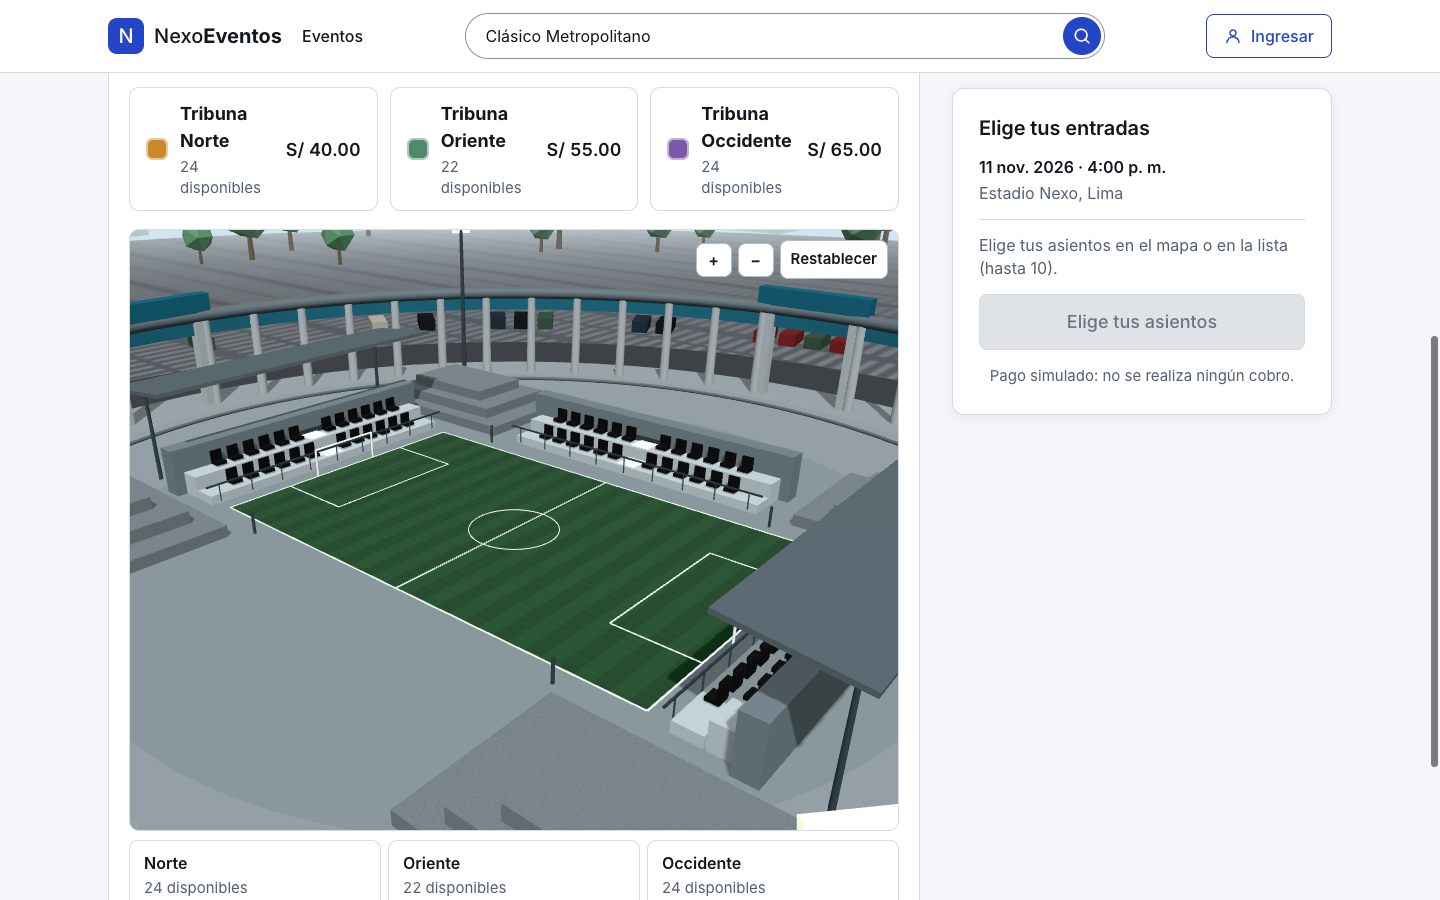 N NexoEventos Eventos Clásico Metropolitano Ingresar
Tribuna Norte
24 disponibles
S/ 40.00
Tribuna Oriente
22 disponibles
S/ 55.00
Tribuna Occidente
24 disponibles
S/ 65.00
+ − Restablecer
Elige tus entradas
11 nov. 2026 · 4:00 p. m.
Estadio Nexo, Lima
Elige tus asientos en el mapa o en la lista
(hasta 10).
Elige tus asientos
Pago simulado: no se realiza ningún cobro.
Norte
24 disponibles
Oriente
22 disponibles
Occidente
24 disponibles